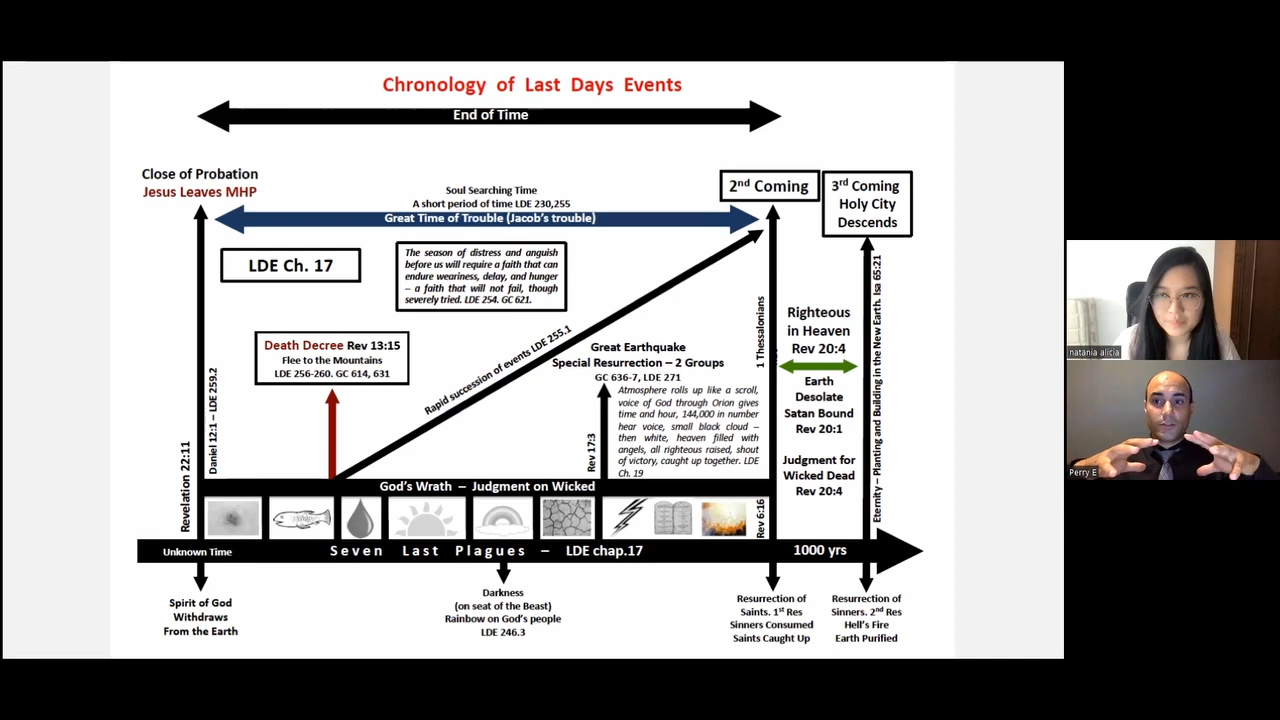 Chronology of Last Days Events
End of Time
Close of Probation
Jesus Leaves MHP
Soul Searching Time
A short period of time LDE 230,255
Great Time of Trouble (Jacob's trouble)
2nd Coming
3rd Coming
Holy City
Descends
LDE Ch. 17
The season of distress and anguish
before us will require a faith that can
endure weariness, delay, and hunger
– a faith that will not fail, though
severely tried. LDE 254. GC 621.
Death Decree Rev 13:15
Flee to the Mountains
LDE 256-260. GC 614, 631
Rapid succession of events LDE 255.1
Great Earthquake
Special Resurrection – 2 Groups
GC 636-7, LDE 271
Atmosphere rolls up like a scroll,
voice of God through Orion gives
time and hour, 144,000 in number
hear voice, small black cloud –
then white, heaven filled with
angels, all righteous raised, shout
of victory, caught up together. LDE
Ch. 19
Revelation 22:11
Daniel 12:1 – LDE 259.2
Rev 17:3
1 Thessalonians
Rev 6:16
Righteous
in Heaven
Rev 20:4
Earth
Desolate
Satan Bound
Rev 20:1
Judgment for
Wicked Dead
Rev 20:4
Eternity – Planting and Building in the New Earth. Isa 65:21
God's Wrath – Judgment on Wicked
Unknown Time
Seven Last Plagues – LDE chap.17
1000 yrs
Spirit of God
Withdraws
From the Earth
Darkness
(on seat of the Beast)
Rainbow on God's people
LDE 246.3
Resurrection of
Saints. 1st Res
Sinners Consumed
Saints Caught Up
Resurrection of
Sinners. 2nd Res
Hell's Fire
Earth Purified
natania alicia
Perry E